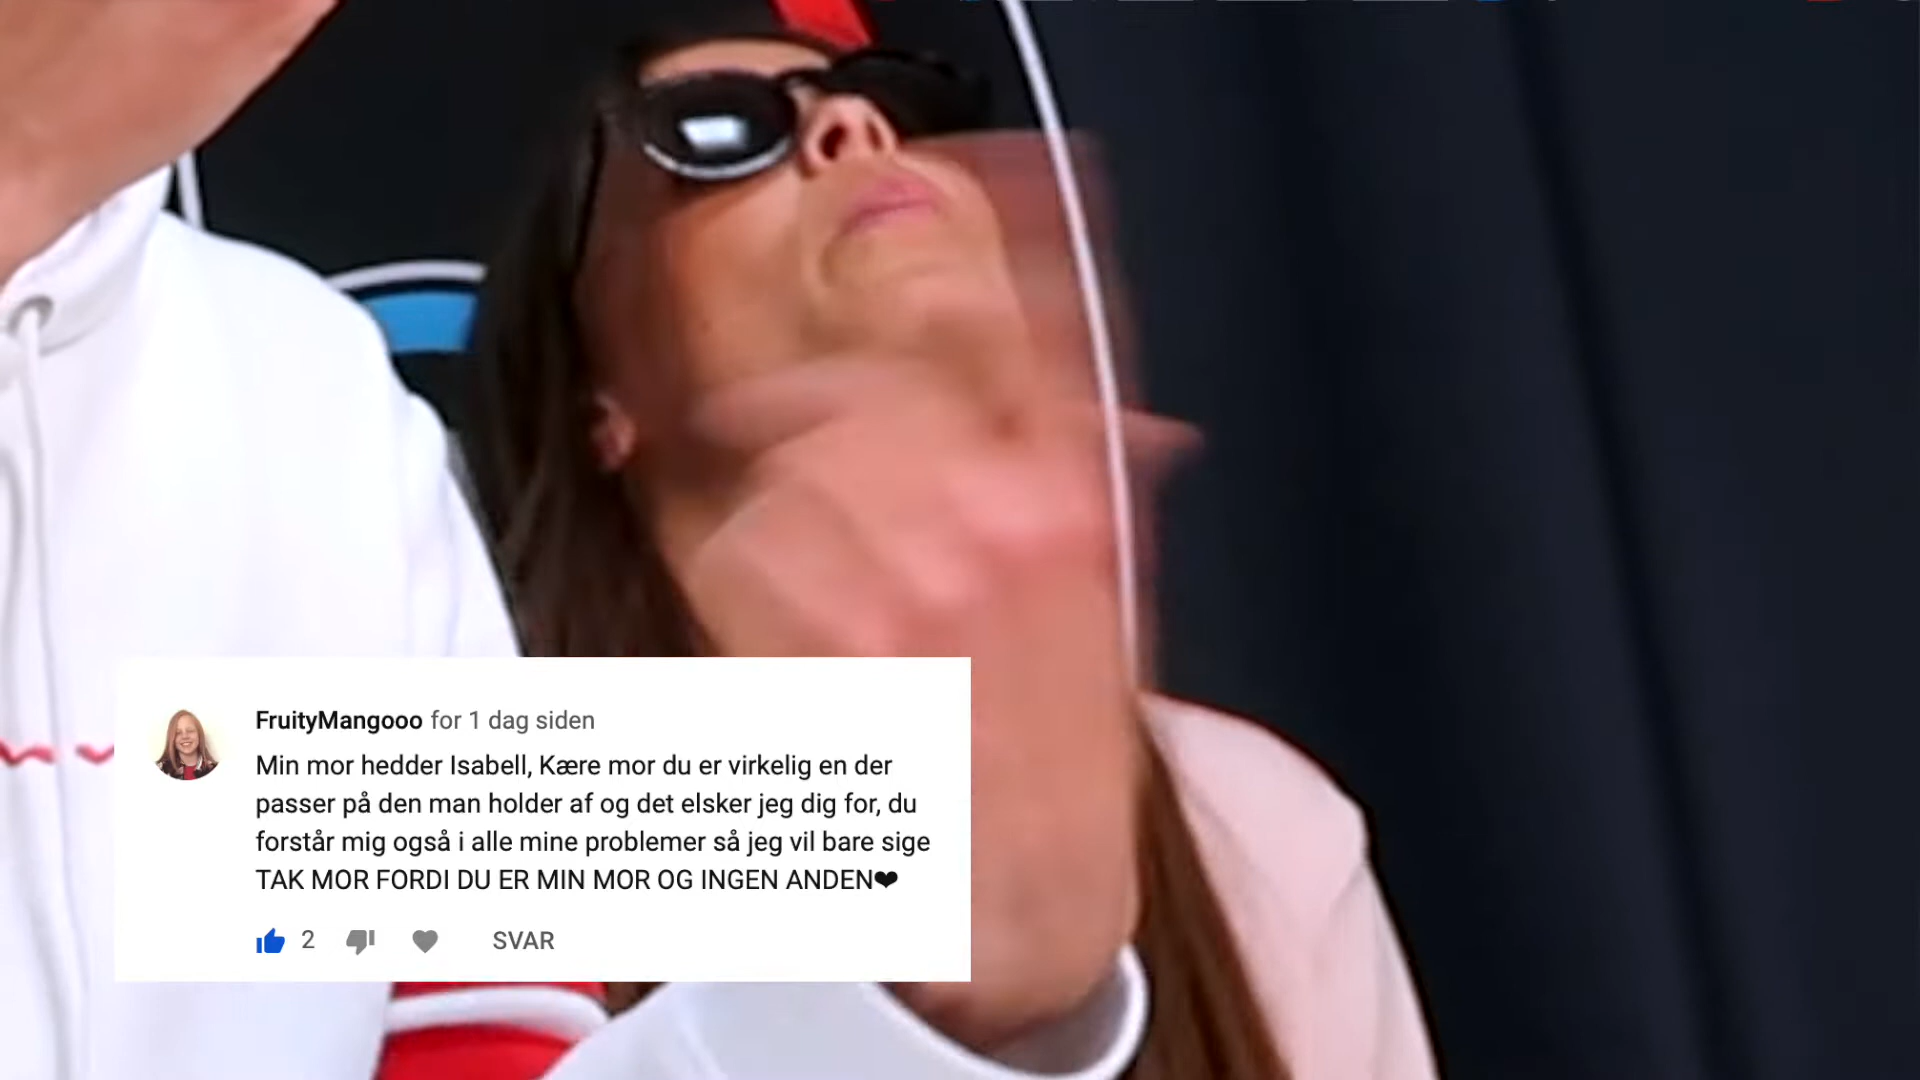 FruityMangooo for 1 dag siden
Min mor hedder Isabell, Kære mor du er virkelig en der
passer på den man holder af og det elsker jeg dig for, du
forstår mig også i alle mine problemer så jeg vil bare sige
TAK MOR FORDI DU ER MIN MOR OG INGEN ANDEN❤
2 SVAR